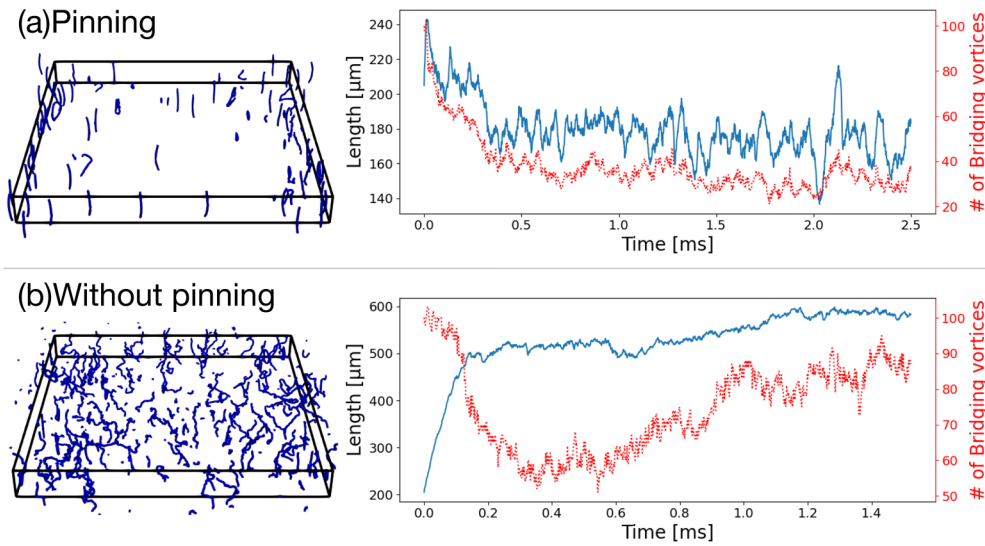 (a)Pinning
Length [μm]
240
220
200
180
160
140
0.0 0.5 1.0 1.5 2.0 2.5
Time [ms]
100
80
60
40
20
# of Bridging vortices
(b)Without pinning
Length [μm]
600
500
400
300
200
0.0 0.2 0.4 0.6 0.8 1.0 1.2 1.4
Time [ms]
100
90
80
70
60
50
# of Bridging vortices